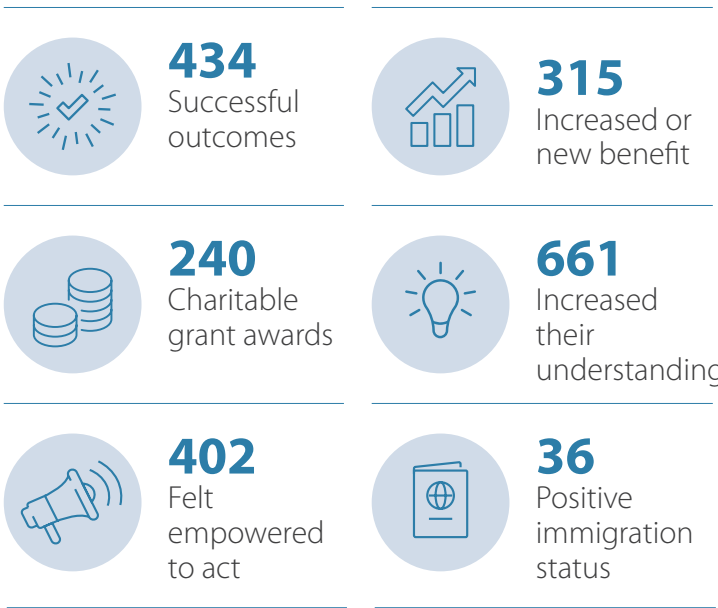 434
Successful
outcomes
315
Increased or
new benefit
240
Charitable
grant awards
661
Increased
their
understanding
402
Felt
empowered
to act
36
Positive
immigration
status